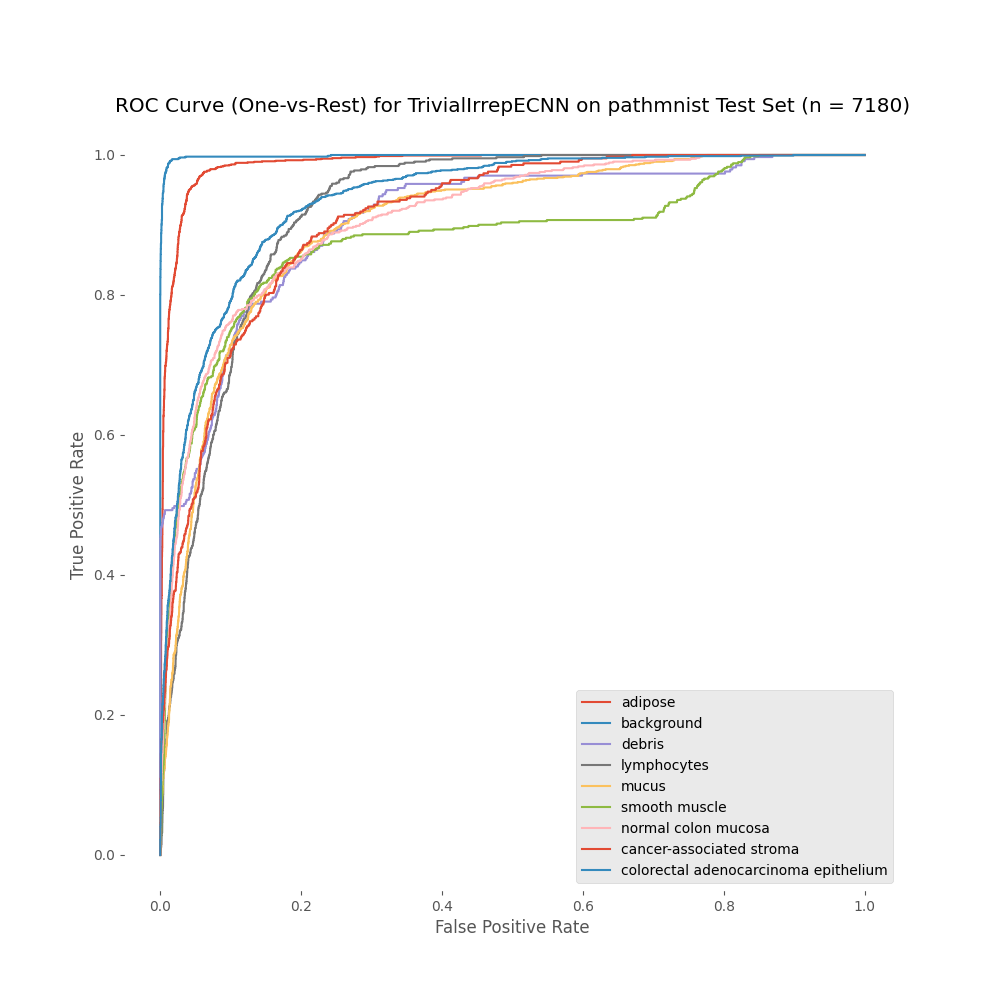 ROC Curve (One-vs-Rest) for TrivialIrrepECNN on pathmnist Test Set (n = 7180)
1.0
0.8
0.6
0.4
0.2
0.0
True Positive Rate
adipose
background
debris
lymphocytes
mucus
smooth muscle
normal colon mucosa
cancer-associated stroma
colorectal adenocarcinoma epithelium
0.0 0.2 0.4 0.6 0.8 1.0
False Positive Rate